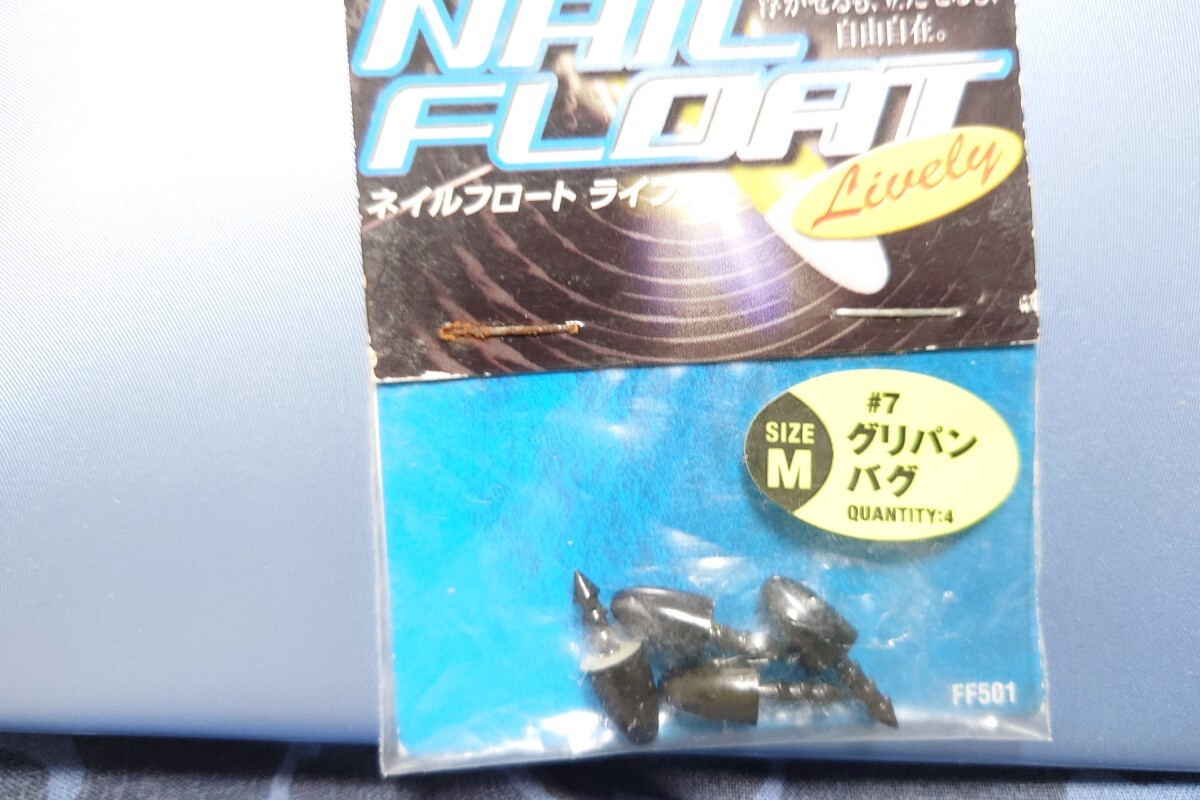 自由自在。
NAIL
FLOAT
Lively
ネイルフロート ライブ
#7
SIZE
M
グリパン
バグ
QUANTITY:4
FF501